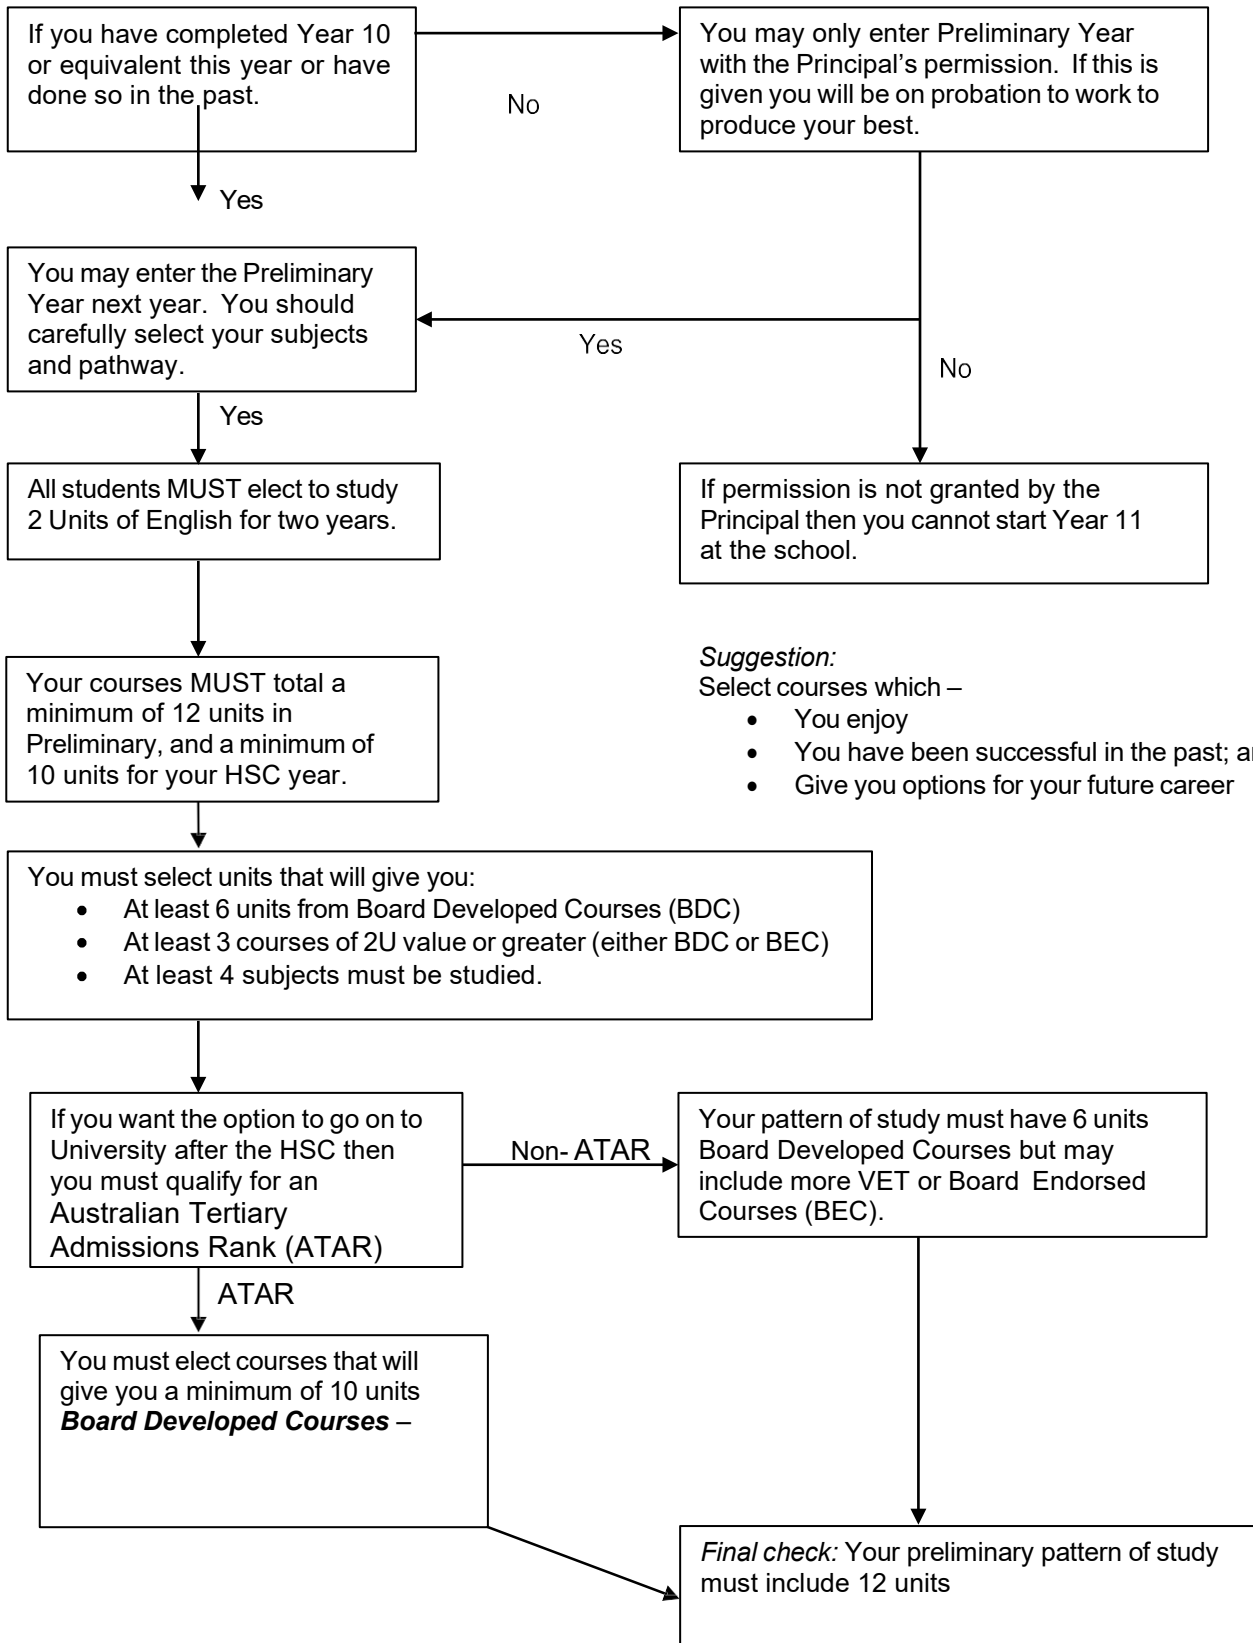 If you have completed Year 10
or equivalent this year or have
done so in the past.
No
You may only enter Preliminary Year
with the Principal’s permission. If this is
given you will be on probation to work to
produce your best.
Yes
You may enter the Preliminary
Year next year. You should
carefully select your subjects
and pathway.
Yes
No
Yes
All students MUST elect to study
2 Units of English for two years.
If permission is not granted by the
Principal then you cannot start Year 11
at the school.
Your courses MUST total a
minimum of 12 units in
Preliminary, and a minimum of
10 units for your HSC year.
Suggestion:
Select courses which –
• You enjoy
• You have been successful in the past;
• Give you options for your future career
You must select units that will give you:
• At least 6 units from Board Developed Courses (BDC)
• At least 3 courses of 2U value or greater (either BDC or BEC)
• At least 4 subjects must be studied.
If you want the option to go on to
University after the HSC then
you must qualify for an
Australian Tertiary
Admissions Rank (ATAR)
Non- ATAR
Your pattern of study must have 6 units
Board Developed Courses but may
include more VET or Board Endorsed
Courses (BEC).
ATAR
You must elect courses that will
give you a minimum of 10 units
Board Developed Courses –
Final check: Your preliminary pattern of study
must include 12 units